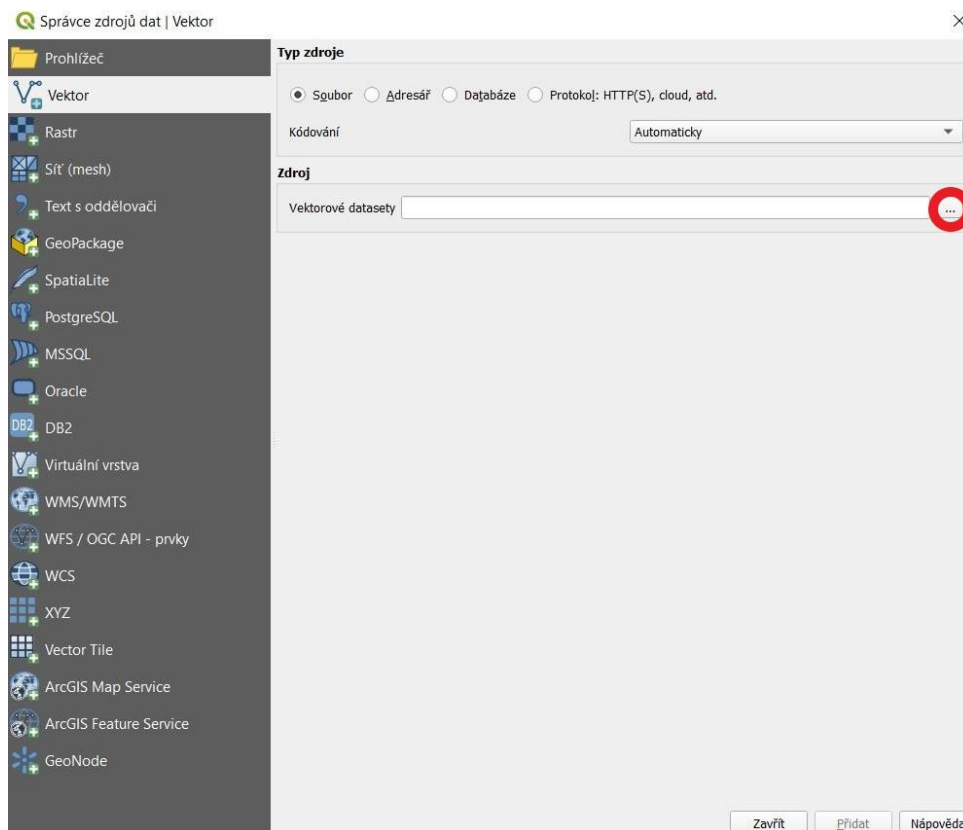 Správce zdrojů dat | Vektor
Prohlížeč
Vektor
Rastr
Síť (mesh)
Text s oddělovači
GeoPackage
SpatiaLite
PostgreSQL
MSSQL
Oracle
DB2
DB2
Virtuální vrstva
WMS/WMTS
WFS / OGC API - prvky
WCS
XYZ
Vector Tile
ArcGIS Map Service
ArcGIS Feature Service
GeoNode
Typ zdroje
Soubor Adresář Databáze Protokol: HTTP(S), cloud, atd.
Kódování Automaticky
Zdroj
Vektorové datasety ...
Zavřít Přidat Nápověda